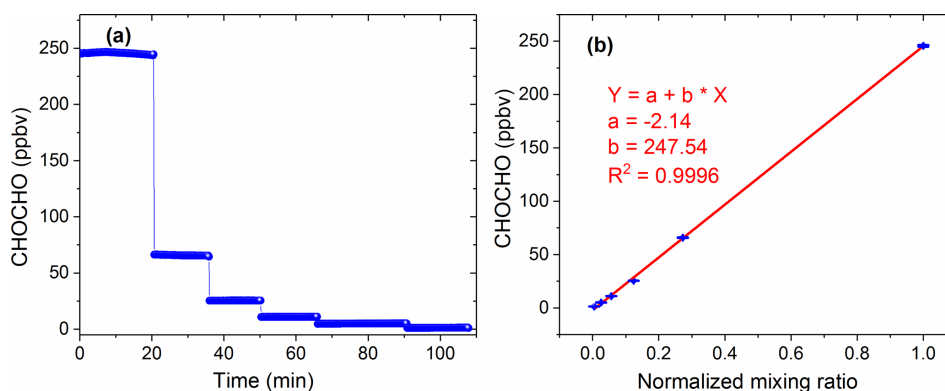 (a)
CHOCHO (ppbv)
300
250
200
150
100
50
0
0 20 40 60 80 100
Time (min)
(b)
CHOCHO (ppbv)
300
250
200
150
100
50
0
Y = a + b * X
a = -2.14
b = 247.54
R² = 0.9996
0.0 0.2 0.4 0.6 0.8 1.0
Normalized mixing ratio